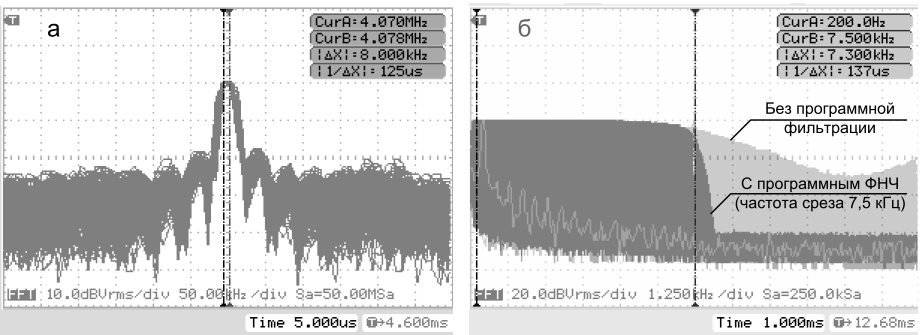 а
CurA=4.070MHz
CurB=4.078MHz
|ΔX|=8.000kHz
|1/ΔX|=125us
FFT 10.0dBVrms/div 50.00kHz/div Sa=50.00MSa
Time 5.000us T→4.600ms
б
CurA=200.0Hz
CurB=7.500kHz
|ΔX|=7.300kHz
|1/ΔX|=137us
Без программной
фильтрации
С программным ФНЧ
(частота среза 7,5 кГц)
FFT 20.0dBVrms/div 1.250kHz/div Sa=250.0kSa
Time 1.000ms T→12.68ms